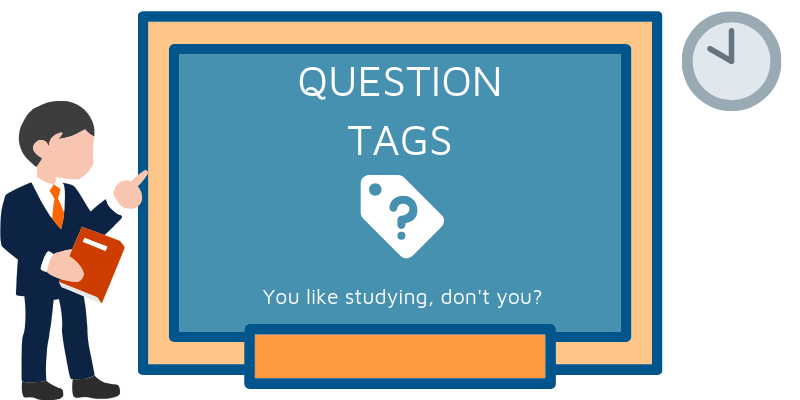 QUESTION
TAGS
?
You like studying, don't you?